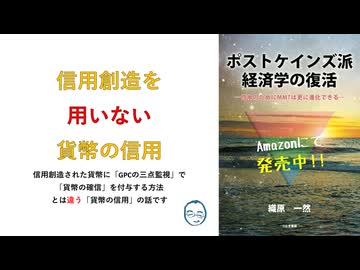 信用創造を
用いない
貨幣の信用
信用創造された貨幣に「GPCの三点監視」で
「貨幣の確信」を付与する方法
とは違う「貨幣の信用」の話です
ポストケインズ派
経済学の復活
Amazonにて
発売中!!
織原 一然